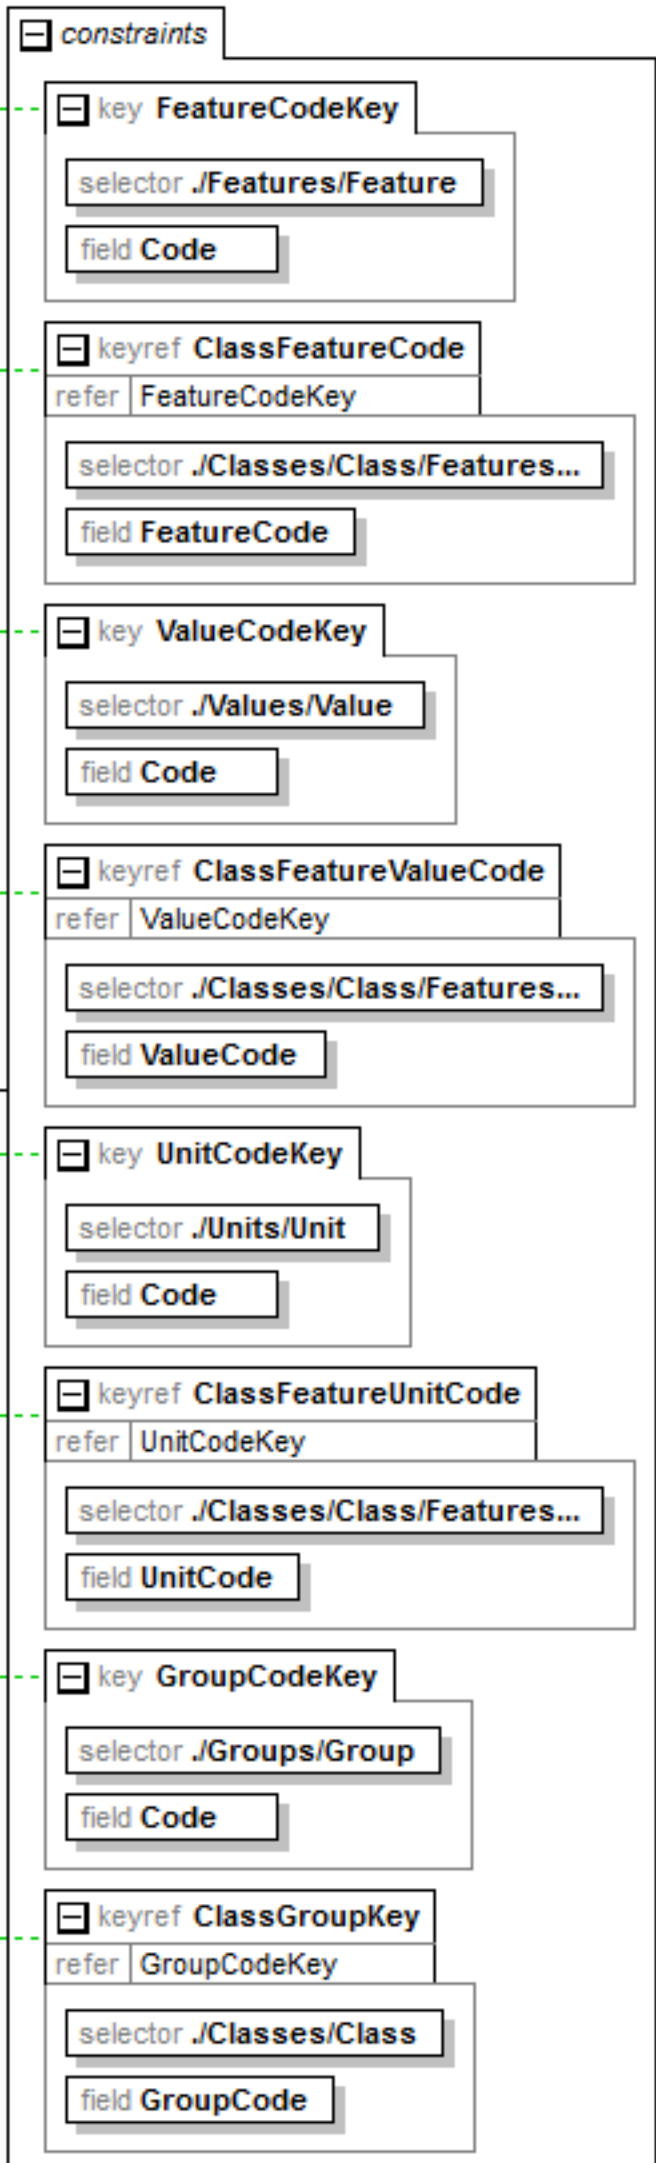 constraints
key FeatureCodeKey
selector ./Features/Feature
field Code
keyref ClassFeatureCode
refer FeatureCodeKey
selector ./Classes/Class/Features...
field FeatureCode
key ValueCodeKey
selector ./Values/Value
field Code
keyref ClassFeatureValueCode
refer ValueCodeKey
selector ./Classes/Class/Features...
field ValueCode
key UnitCodeKey
selector ./Units/Unit
field Code
keyref ClassFeatureUnitCode
refer UnitCodeKey
selector ./Classes/Class/Features...
field UnitCode
key GroupCodeKey
selector ./Groups/Group
field Code
keyref ClassGroupKey
refer GroupCodeKey
selector ./Classes/Class
field GroupCode